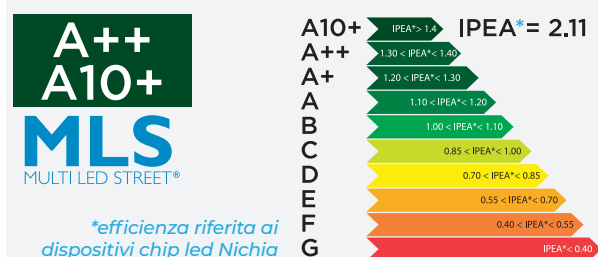 A++
A10+
MLS
MULTI LED STREET®
*efficienza riferita ai
dispositivi chip led Nichia
IPEA*= 2.11
A10+ IPEA*> 1.4
A++ 1.30 < IPEA*< 1.40
A+ 1.20 < IPEA*< 1.30
A 1.10 < IPEA*< 1.20
B 1.00 < IPEA*< 1.10
C 0.85 < IPEA*< 1.00
D 0.70 < IPEA*< 0.85
E 0.55 < IPEA*< 0.70
F 0.40 < IPEA*< 0.55
G IPEA*< 0.40